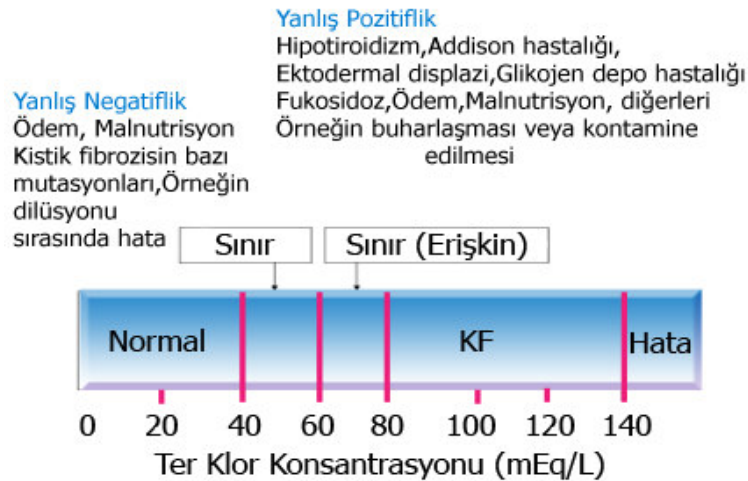 Yanlış Pozitiflik
Hipotiroidizm,Addison hastalığı,
Ektodermal displazi,Glikojen depo hastalığı
Fukosidoz,Ödem,Malnutrisyon, diğerleri
Örneğin buharlaşması veya kontamine
edilmesi
Yanlış Negatiflik
Ödem, Malnutrisyon
Kistik fibrozisin bazı
mutasyonları,Örneğin
dilüsyonu
sırasında hata
Sınır
Sınır (Erişkin)
Normal
KF
Hata
0 20 40 60 80 100 120 140
Ter Klor Konsantrasyonu (mEq/L)